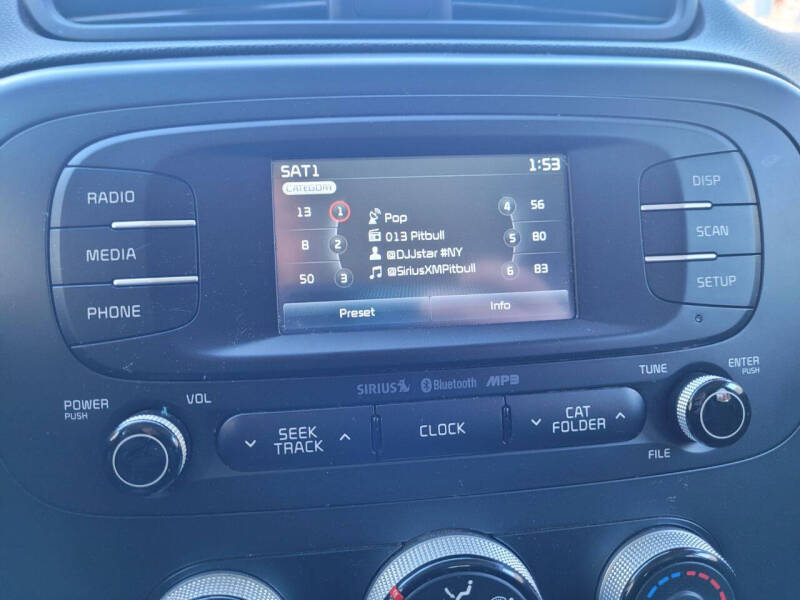 SAT1 1:53
CATEGORY
13 1
8 2
50 3
Pop
013 Pitbull
@DJJstar #NY
@SiriusXMPitbull
4 56
5 80
6 83
Preset Info
RADIO
MEDIA
PHONE
DISP
SCAN
SETUP
SIRIUS Bluetooth MP3
POWER
PUSH
VOL
SEEK
TRACK
CLOCK
CAT
FOLDER
TUNE
FILE
ENTER
PUSH